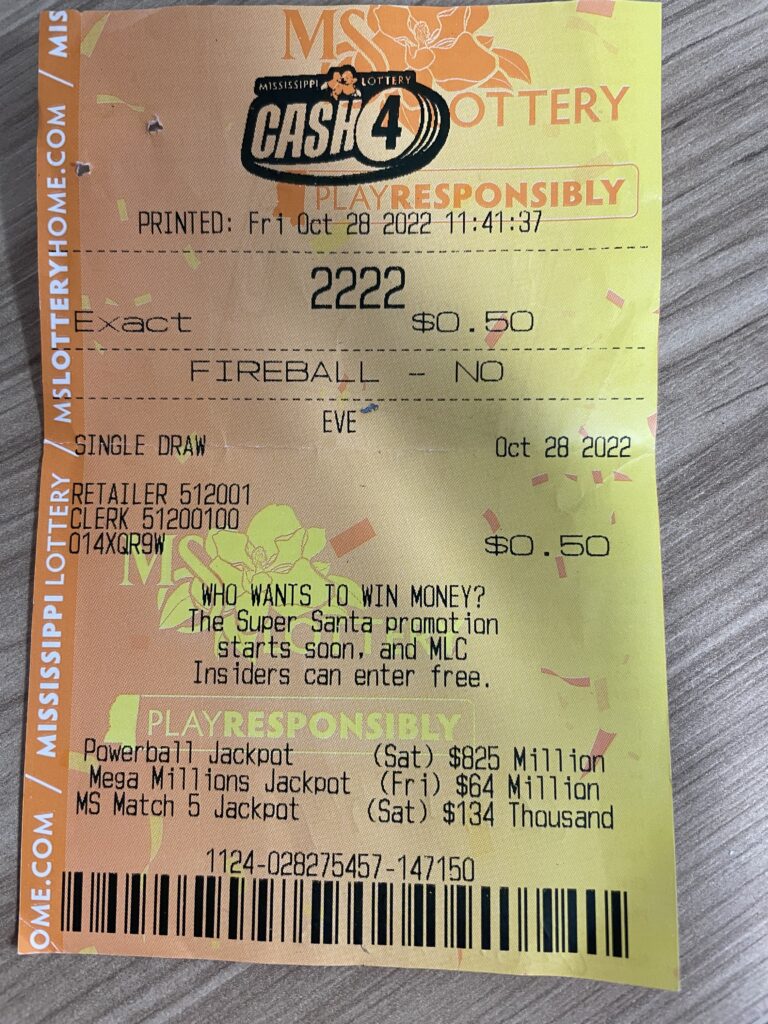 MS
LOTTERY
MISSISSIPPI LOTTERY
CASH 4
PLAYRESPONSIBLY
PRINTED: Fri Oct 28 2022 11:41:37
2222
Exact $0.50
FIREBALL - NO
EVE
SINGLE DRAW Oct 28 2022
RETAILER 512001
CLERK 51200100
014XQR9W $0.50
MS
WHO WANTS TO WIN MONEY?
The Super Santa promotion
starts soon, and MLC
Insiders can enter free.
PLAYRESPONSIBLY
Powerball Jackpot (Sat) $825 Million
Mega Millions Jackpot (Fri) $64 Million
MS Match 5 Jackpot (Sat) $134 Thousand
1124-028275457-147150
OME.COM / MISSISSIPPI LOTTERY / MSLOTTERYHOME.COM / MIS